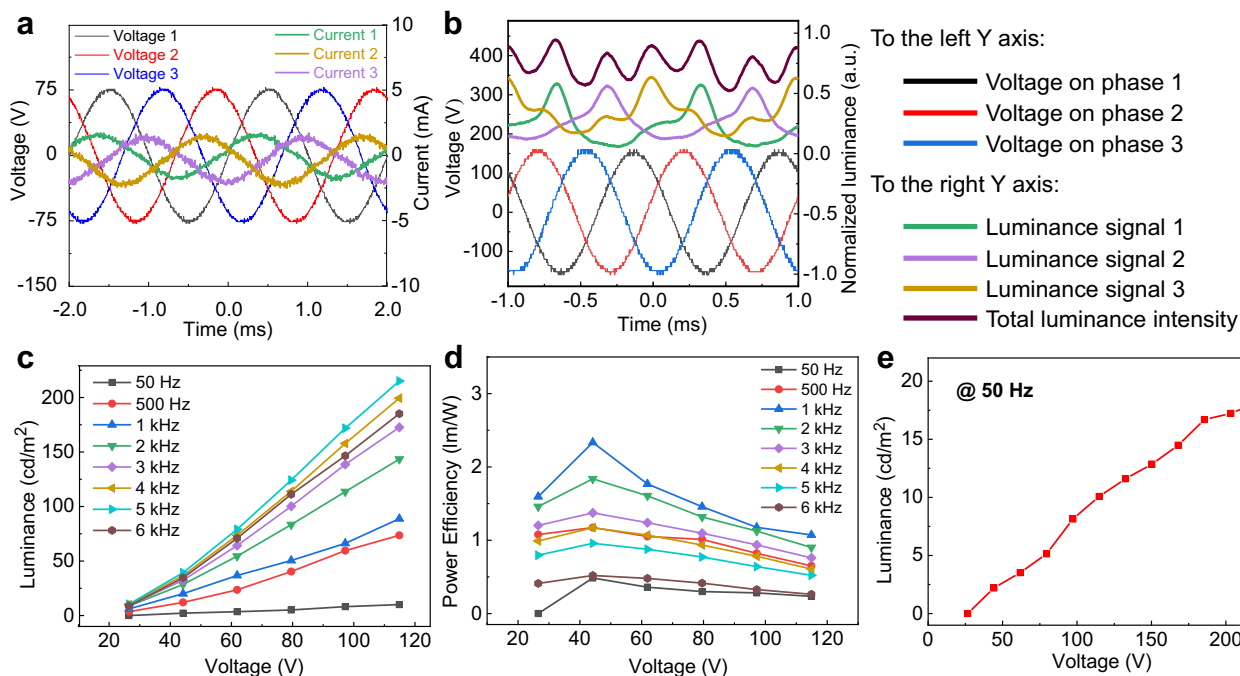 a
Voltage 1
Voltage 2
Voltage 3
Current 1
Current 2
Current 3
75
0
-75
-150
10
5
0
-5
-10
-2.0
-1.0
0.0
1.0
2.0
Voltage (V)
Current (mA)
Time (ms)
b
400
300
200
100
0
-100
1.0
0.5
0.0
-0.5
-1.0
-1.0
-0.5
0.0
0.5
1.0
Voltage (V)
Normalized luminance (a.u.)
Time (ms)
To the left Y axis:
Voltage on phase 1
Voltage on phase 2
Voltage on phase 3
To the right Y axis:
Luminance signal 1
Luminance signal 2
Luminance signal 3
Total luminance intensity
c
50 Hz
500 Hz
1 kHz
2 kHz
3 kHz
4 kHz
5 kHz
6 kHz
200
150
100
50
0
20
40
60
80
100
120
Luminance (cd/m²)
Voltage (V)
d
50 Hz
500 Hz
1 kHz
2 kHz
3 kHz
4 kHz
5 kHz
6 kHz
3
2
1
0
20
40
60
80
100
120
Power Efficiency (lm/W)
Voltage (V)
e
@ 50 Hz
20
15
10
5
0
0
50
100
150
200
Luminance (cd/m²)
Voltage (V)